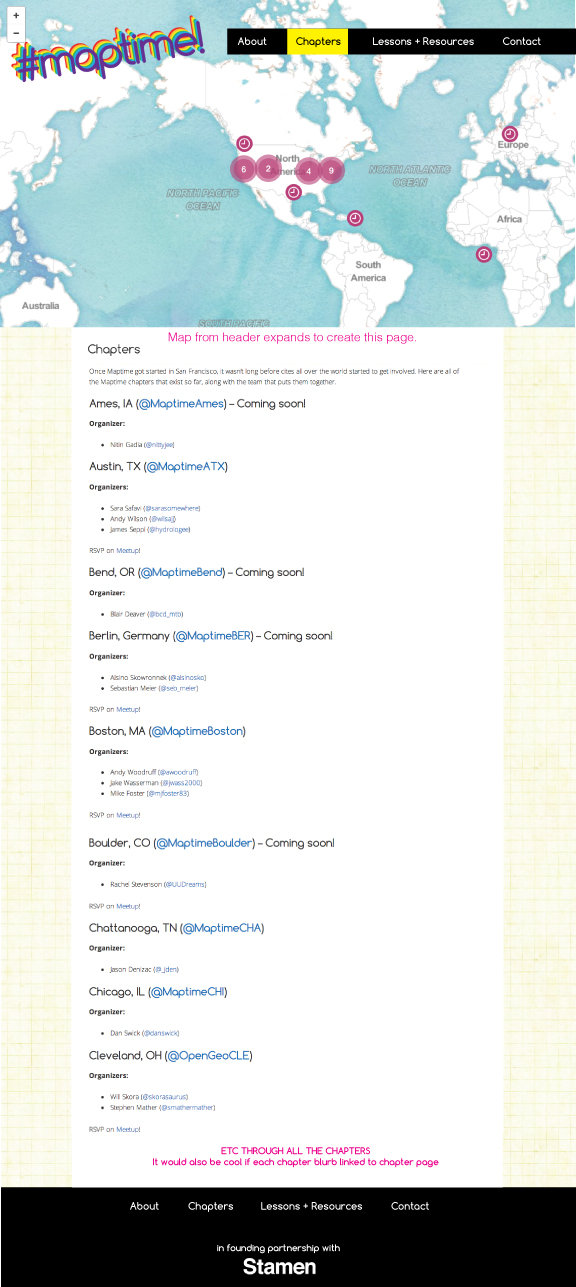 +
−
#maptime!
About Chapters Lessons + Resources Contact
North
America
6 2 4 9
Europe
NORTH ATLANTIC
OCEAN
NORTH PACIFIC
OCEAN
Africa
South
America
Australia
SOUTH PACIFIC
Map from header expands to create this page.
Chapters
Once Maptime got started in San Francisco, it wasn't long before cites all over the world started to get involved. Here are all of
the Maptime chapters that exist so far, along with the team that puts them together.
Ames, IA (@MaptimeAmes) – Coming soon!
Organizer:
• Nitin Gadia (@nittyjee)
Austin, TX (@MaptimeATX)
Organizers:
• Sara Safavi (@sarasomewhere)
• Andy Wilson (@wilsaj)
• James Seppi (@hydrologee)
RSVP on Meetup!
Bend, OR (@MaptimeBend) – Coming soon!
Organizer:
• Blair Deaver (@bcd_mtb)
Berlin, Germany (@MaptimeBER) – Coming soon!
Organizers:
• Alsino Skowronnek (@alsinosko)
• Sebastian Meier (@seb_meier)
RSVP on Meetup!
Boston, MA (@MaptimeBoston)
Organizers:
• Andy Woodruff (@awoodruff)
• Jake Wasserman (@jwass2000)
• Mike Foster (@mjfoster83)
RSVP on Meetup!
Boulder, CO (@MaptimeBoulder) – Coming soon!
Organizer:
• Rachel Stevenson (@UUDreams)
RSVP on Meetup!
Chattanooga, TN (@MaptimeCHA)
Organizer:
• Jason Denizac (@_jden)
Chicago, IL (@MaptimeCHI)
Organizer:
• Dan Swick (@danswick)
Cleveland, OH (@OpenGeoCLE)
Organizers:
• Will Skora (@skorasaurus)
• Stephen Mather (@smathermather)
RSVP on Meetup!
ETC THROUGH ALL THE CHAPTERS
It would also be cool if each chapter blurb linked to chapter page
About Chapters Lessons + Resources Contact
in founding partnership with
Stamen